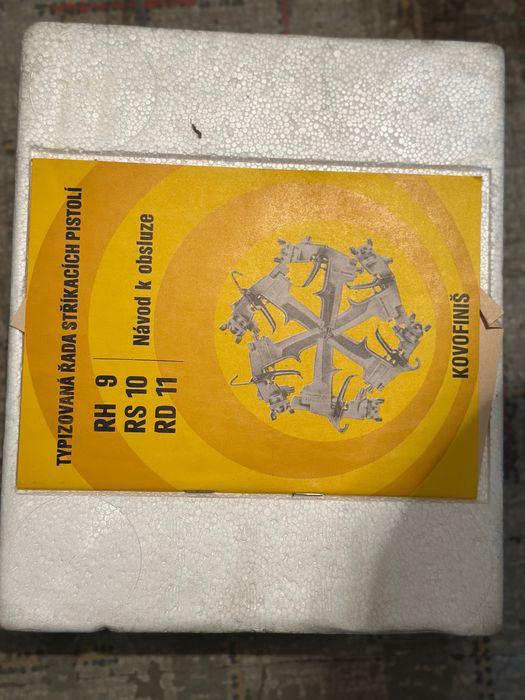 TYPIZOVANÁ ŘADA STŘÍKACÍCH PISTOLÍ
RH 9
RS 10
RD 11
Návod k obsluze
KOVOFINIŠ